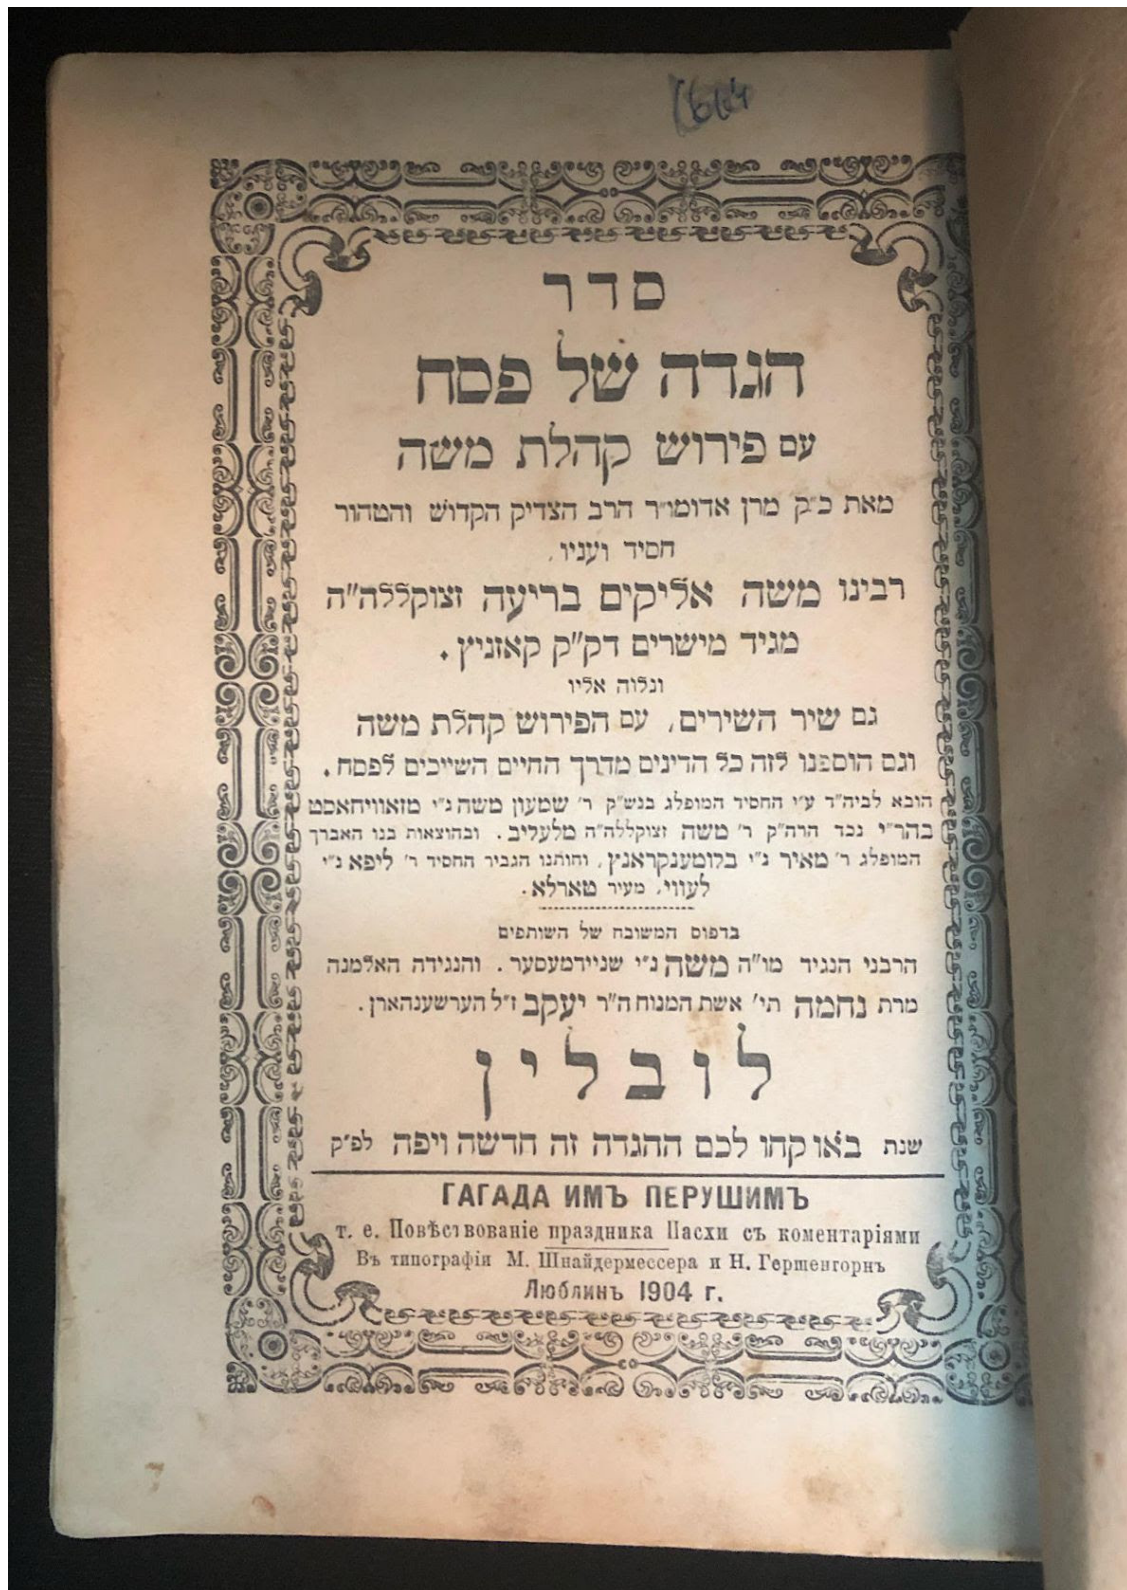 סדר
הגדה של פסח
עם פירוש קהלת משה
מאת כ״ק מרן אדומו״ר הרב הצדיק הקדוש והטהור
חסיד ועניו,
רבינו משה אליקים בריעה זצוקללה"ה
מגיד מישרים דק"ק קאזניץ.
ונלוה אליו
גם שיר השירים, עם הפירוש קהלת משה
וגם הוספנו לזה כל הדינים מדרך החיים השייכים לפסח.
הובא לביה"ד ע״י החסיד המופלג בנש״ק ר׳ שמעון משה נ״י מזאוויחאסט
בהר״י נכד הרה״ק ר׳ משה זצוקללה"ה מלעליב. ובהוצאות בנו האברך
המופלג ר׳ מאיר נ״י בלומענקראנץ, וחותנו הגביר החסיד ר׳ ליפא נ״י
לעווי, מעיר טארלא.
בדפוס המשובח של השותפים
הרבני הנגיד מו"ה משה נ״י שניידמעסער. והנגידה האלמנה
מרת נחמה תי׳ אשת המנוח ה"ר יעקב ז״ל הערשענהארן.
לובלין
שנת באו קהו לכם ההגדה זה חדשה ויפה לפ״ק
ГАГАДА ИМЪ ПЕРУШИМЪ
т. е. Повѣствованіе праздника Пасхи съ коментаріями
Въ типографіи М. Шнайдермессера и Н. Гершенгорнъ
Люблинъ 1904 г.